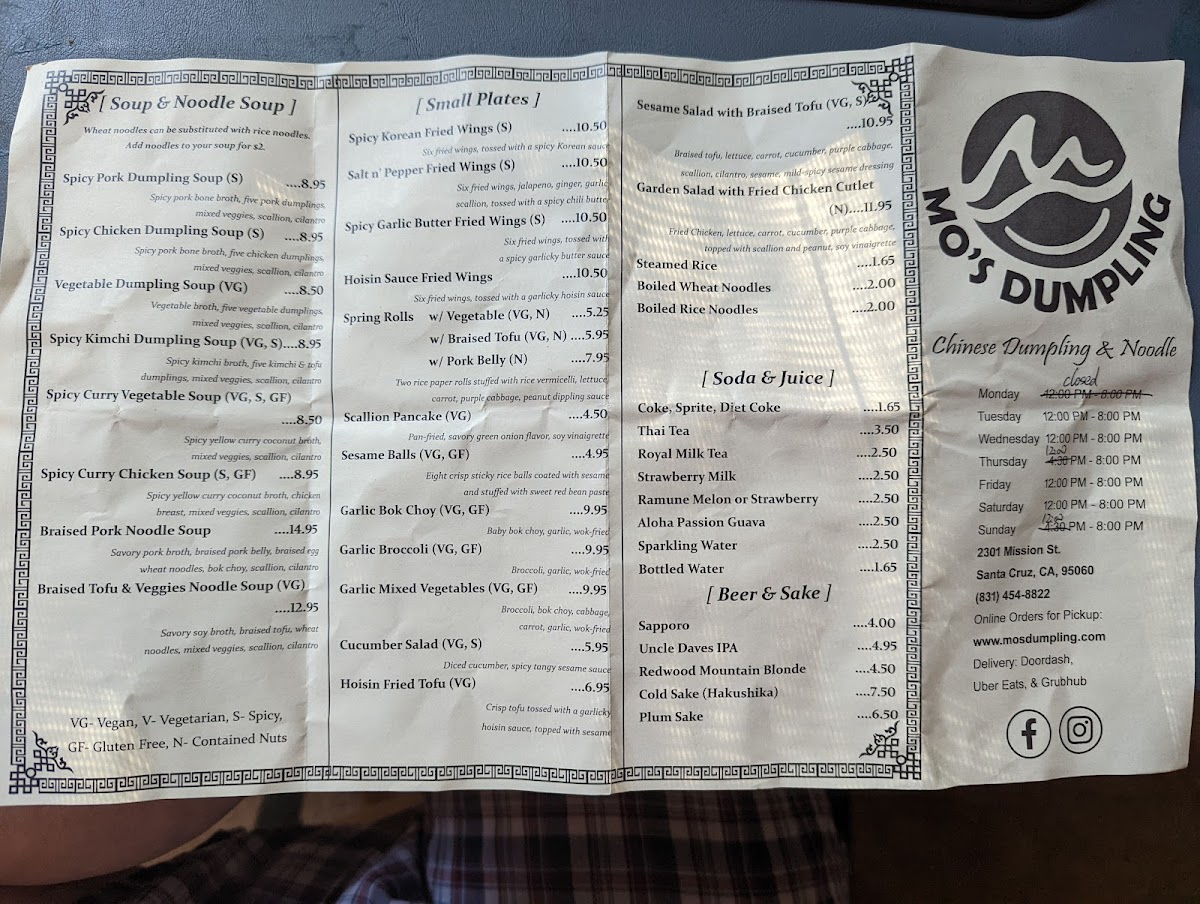 [ Soup & Noodle Soup ]
Wheat noodles can be substituted with rice noodles.
Add noodles to your soup for $2.
Spicy Pork Dumpling Soup (S)
....8.95
Spicy pork bone broth, five pork dumplings,
mixed veggies, scallion, cilantro
Spicy Chicken Dumpling Soup (S)
....8.95
Spicy pork bone broth, five chicken dumplings,
mixed veggies, scallion, cilantro
Vegetable Dumpling Soup (VG)
....8.50
Vegetable broth, five vegetable dumplings,
mixed veggies, scallion, cilantro
Spicy Kimchi Dumpling Soup (VG, S)....8.95
Spicy kimchi broth, five kimchi & tofu
dumplings, mixed veggies, scallion, cilantro
Spicy Curry Vegetable Soup (VG, S, GF)
....8.50
Spicy yellow curry coconut broth,
mixed veggies, scallion, cilantro
Spicy Curry Chicken Soup (S, GF) ....8.95
Spicy yellow curry coconut broth, chicken
breast, mixed veggies, scallion, cilantro
Braised Pork Noodle Soup ....14.95
Savory pork broth, braised pork belly, braised egg
wheat noodles, bok choy, scallion, cilantro
Braised Tofu & Veggies Noodle Soup (VG)
....12.95
Savory soy broth, braised tofu, wheat
noodles, mixed veggies, scallion, cilantro
VG- Vegan, V- Vegetarian, S- Spicy,
GF- Gluten Free, N- Contained Nuts
[ Small Plates ]
Spicy Korean Fried Wings (S) ....10.50
Six fried wings, tossed with a spicy Korean sauce
Salt n' Pepper Fried Wings (S) ....10.50
Six fried wings, jalapeno, ginger, garlic,
scallion, tossed with a spicy chili butter
Spicy Garlic Butter Fried Wings (S) ....10.50
Six fried wings, tossed with
a spicy garlicky butter sauce
Hoisin Sauce Fried Wings ....10.50
Six fried wings, tossed with a garlicky hoisin sauce
Spring Rolls w/ Vegetable (VG, N) ....5.25
w/ Braised Tofu (VG, N) ....5.95
w/ Pork Belly (N) ....7.95
Two rice paper rolls stuffed with rice vermicelli, lettuce,
carrot, purple cabbage, peanut dippling sauce
Scallion Pancake (VG) ....4.50
Pan-fried, savory green onion flavor, soy vinaigrette
Sesame Balls (VG, GF) ....4.95
Eight crisp sticky rice balls coated with sesame
and stuffed with sweet red bean paste
Garlic Bok Choy (VG, GF) ....9.95
Baby bok choy, garlic, wok-fried
Garlic Broccoli (VG, GF) ....9.95
Broccoli, garlic, wok-fried
Garlic Mixed Vegetables (VG, GF) ....9.95
Broccoli, bok choy, cabbage,
carrot, garlic, wok-fried
Cucumber Salad (VG, S) ....5.95
Diced cucumber, spicy tangy sesame sauce
Hoisin Fried Tofu (VG) ....6.95
Crisp tofu tossed with a garlicky
hoisin sauce, topped with sesame
Sesame Salad with Braised Tofu (VG, S)
....10.95
Braised tofu, lettuce, carrot, cucumber, purple cabbage,
scallion, cilantro, sesame, mild-spicy sesame dressing
Garden Salad with Fried Chicken Cutlet
(N)....11.95
Fried Chicken, lettuce, carrot, cucumber, purple cabbage,
topped with scallion and peanut, soy vinaigrette
Steamed Rice ....1.65
Boiled Wheat Noodles ....2.00
Boiled Rice Noodles ....2.00
[ Soda & Juice ]
Coke, Sprite, Diet Coke ....1.65
Thai Tea ....3.50
Royal Milk Tea ....2.50
Strawberry Milk ....2.50
Ramune Melon or Strawberry ....2.50
Aloha Passion Guava ....2.50
Sparkling Water ....2.50
Bottled Water ....1.65
[ Beer & Sake ]
Sapporo ....4.00
Uncle Daves IPA ....4.95
Redwood Mountain Blonde ....4.50
Cold Sake (Hakushika) ....7.50
Plum Sake ....6.50
MO'S DUMPLING
Chinese Dumpling & Noodle
closed
Monday 12:00 PM - 8:00 PM
Tuesday 12:00 PM - 8:00 PM
Wednesday 12:00 PM - 8:00 PM
12:00
Thursday 4:30 PM - 8:00 PM
Friday 12:00 PM - 8:00 PM
Saturday 12:00 PM - 8:00 PM
12:00
Sunday 4:30 PM - 8:00 PM
2301 Mission St.
Santa Cruz, CA, 95060
(831) 454-8822
Online Orders for Pickup:
www.mosdumpling.com
Delivery: Doordash,
Uber Eats, & Grubhub